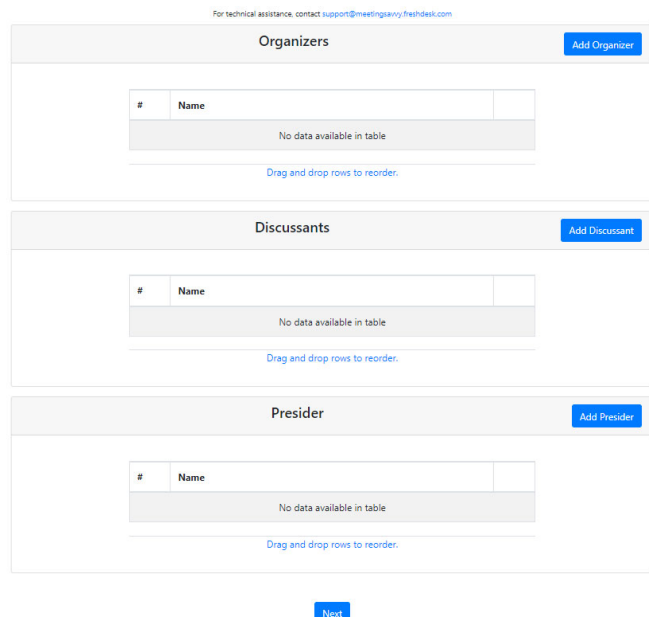 For technical assistance, contact support@meetingsavvy.freshdesk.com
Organizers
Add Organizer
# Name
No data available in table
Drag and drop rows to reorder.
Discussants
Add Discussant
# Name
No data available in table
Drag and drop rows to reorder.
Presider
Add Presider
# Name
No data available in table
Drag and drop rows to reorder.
Next